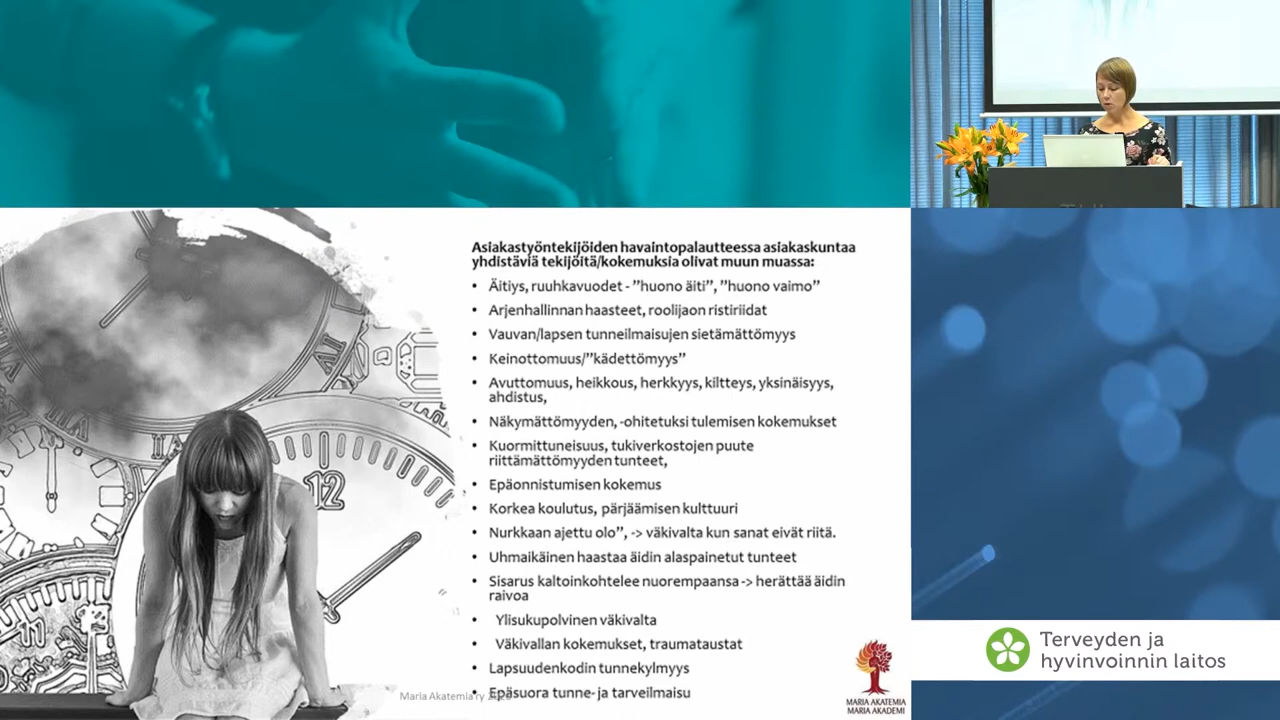 Asiakastyöntekijöiden havaintopalautteessa asiakaskuntaa
yhdistäviä tekijöitä/kokemuksia olivat muun muassa:
• Äitiys, ruuhkavuodet - ”huono äiti”, ”huono vaimo”
• Arjenhallinnan haasteet, roolijaon ristiriidat
• Vauvan/lapsen tunneilmaisujen sietämättömyys
• Keinottomuus/”kädettömyys”
• Avuttomuus, heikkous, herkkyys, kiltteys, yksinäisyys,
ahdistus,
• Näkymättömyyden, -ohitetuksi tulemisen kokemukset
• Kuormittuneisuus, tukiverkostojen puute
riittämättömyyden tunteet,
• Epäonnistumisen kokemus
• Korkea koulutus, pärjäämisen kulttuuri
• Nurkkaan ajettu olo”, -> väkivalta kun sanat eivät riitä.
• Uhmaikäinen haastaa äidin alaspainetut tunteet
• Sisarus kaltoinkohtelee nuorempaansa -> herättää äidin
raivoa
• Ylisukupolvinen väkivalta
• Väkivallan kokemukset, traumataustat
• Lapsuudenkodin tunnekylmyys
• Epäsuora tunne- ja tarveilmaisu
Maria Akatemia ry
MARIA AKATEMIA
MARIA AKADEMI
Terveyden ja
hyvinvoinnin laitos
12
11
VI